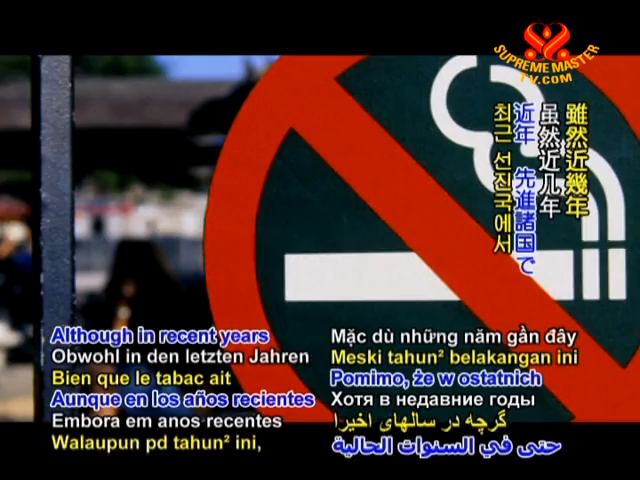 SUPREME MASTER
TV.COM
雖然近幾年
虽然近几年
近年 先進諸国で
최근 선진국에서
Although in recent years
Obwohl in den letzten Jahren
Bien que le tabac ait
Aunque en los años recientes
Embora em anos recentes
Walaupun pd tahun² ini,
Mặc dù những năm gần đây
Meski tahun² belakangan ini
Pomimo, że w ostatnich
Хотя в недавние годы
گرچه در سالهای اخیرا
حتى في السنوات الحالية